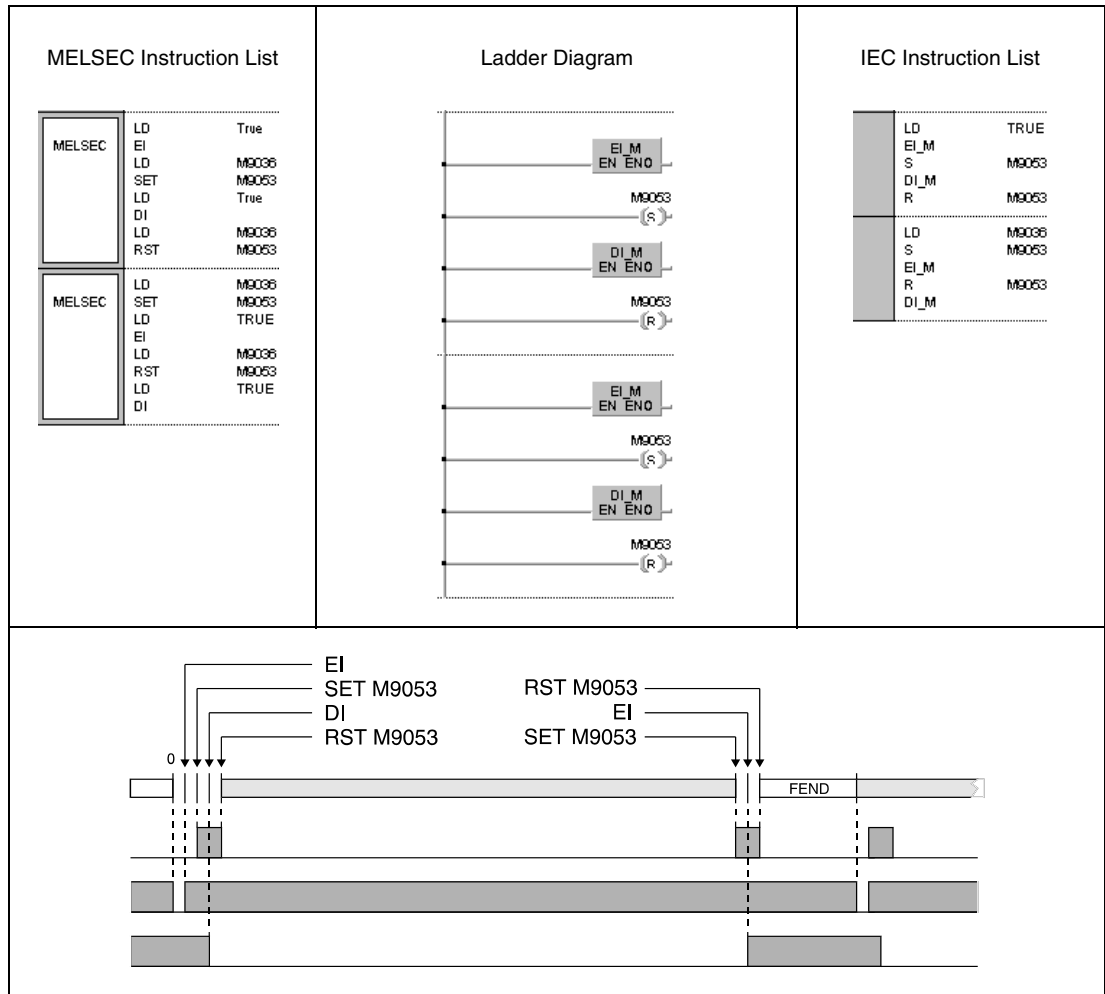 MELSEC Instruction List
MELSEC
LD True
EI
LD M9036
SET M9053
LD True
DI
LD M9036
RST M9053
MELSEC
LD M9036
SET M9053
LD TRUE
EI
LD M9036
RST M9053
LD TRUE
DI
Ladder Diagram
EI_M
EN ENO
M9053
(S)
DI_M
EN ENO
M9053
(R)
EI_M
EN ENO
M9053
(S)
DI_M
EN ENO
M9053
(R)
IEC Instruction List
LD TRUE
EI_M
S M9053
DI_M
R M9053
LD M9036
S M9053
EI_M
R M9053
DI_M
EI
SET M9053
DI
RST M9053
RST M9053
EI
SET M9053
0
FEND